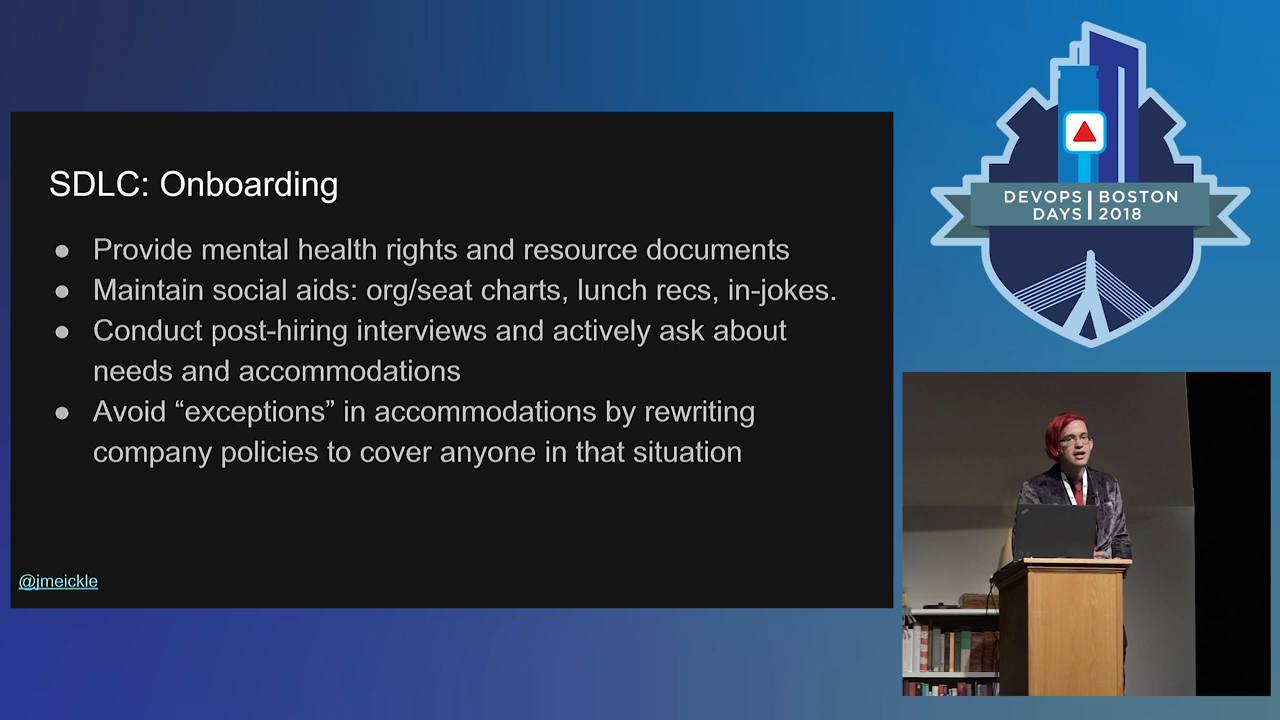 SDLC: Onboarding
● Provide mental health rights and resource documents
● Maintain social aids: org/seat charts, lunch recs, in-jokes.
● Conduct post-hiring interviews and actively ask about
needs and accommodations
● Avoid “exceptions” in accommodations by rewriting
company policies to cover anyone in that situation
@jmeickle
DEVOPS | BOSTON
DAYS | 2018